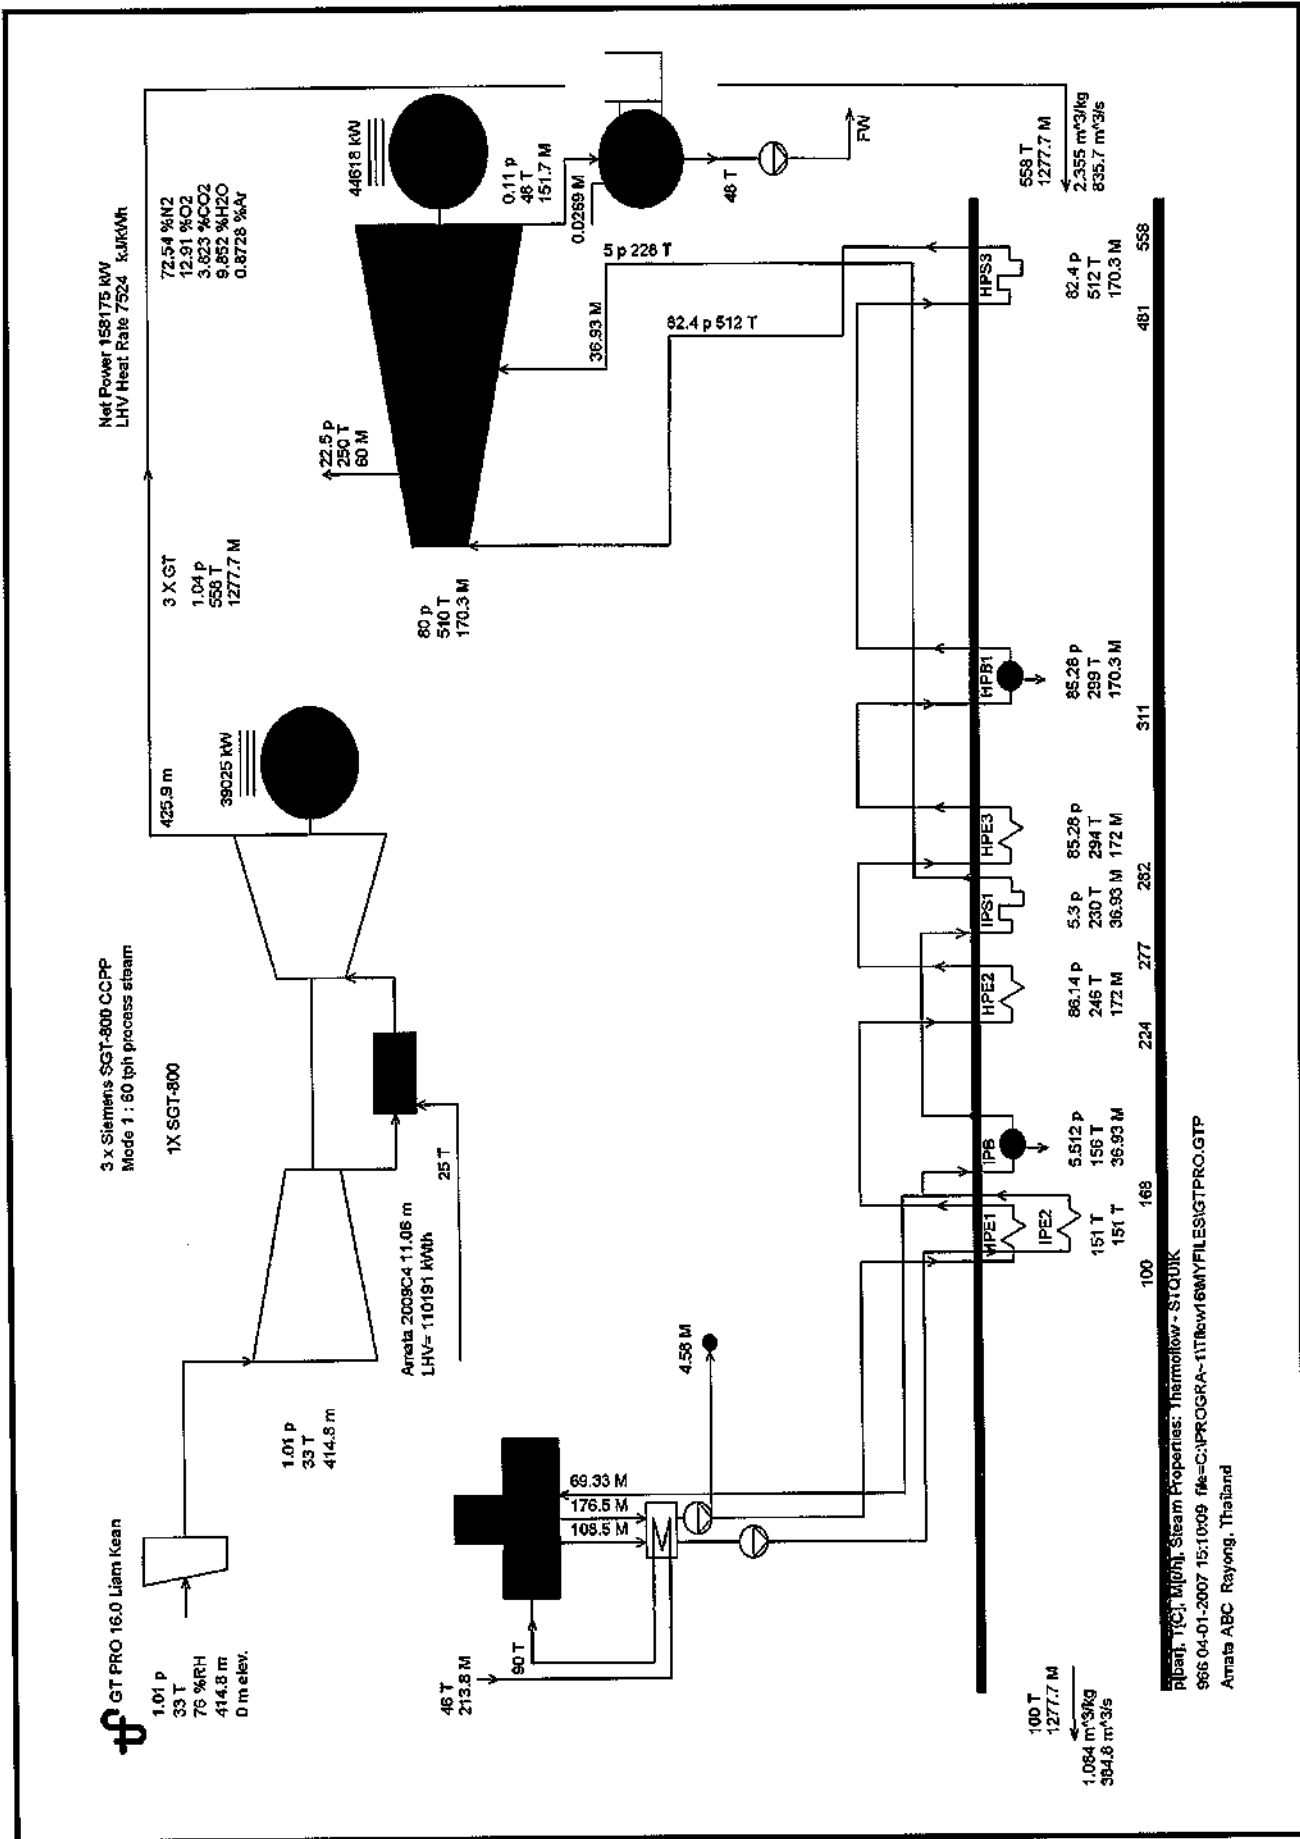 GT PRO 16.0 Liam Kean
3 x Siemens SGT-800 CCPP
Mode 1 : 60 tph process steam
1X SGT-800
Net Power 158175 kW
LHV Heat Rate 7524 kJ/kWh
1.01 p
33 T
76 %RH
414.8 m
0 m elev.
1.01 p
33 T
414.8 m
Amata 2009C4 11.06 m
LHV= 110191 kWth
25 T
39025 kW
425.9 m
3 X GT
1.04 p
558 T
1277.7 M
72.54 %N2
12.91 %O2
3.823 %CO2
9.852 %H2O
0.8728 %Ar
44618 kW
22.5 p
250 T
60 M
80 p
510 T
170.3 M
0.11 p
48 T
151.7 M
0.0269 M
48 T
FW
5 p 228 T
36.93 M
82.4 p 512 T
46 T
213.8 M
90 T
69.33 M
176.5 M
108.5 M
4.58 M
558 T
1277.7 M
2.355 m^3/kg
835.7 m^3/s
100 T
1277.7 M
1.084 m^3/kg
384.8 m^3/s
HPE1
IPE2
IPB
HPE2
IPS1
HPE3
HPB1
HPS3
151 T
151 T
5.512 p
156 T
36.93 M
86.14 p
246 T
172 M
5.3 p
230 T
36.93 M
85.28 p
294 T
172 M
85.28 p
299 T
170.3 M
82.4 p
512 T
170.3 M
100
168
224
277
282
311
481
558
p[bar], T[C], M[t/h], Steam Properties: Thermoflow - STQUIK
966 04-01-2007 15:10:09 file=C:\PROGRA~1\Tflow16\MYFILES\GTPRO.GTP
Amata ABC Rayong, Thailand